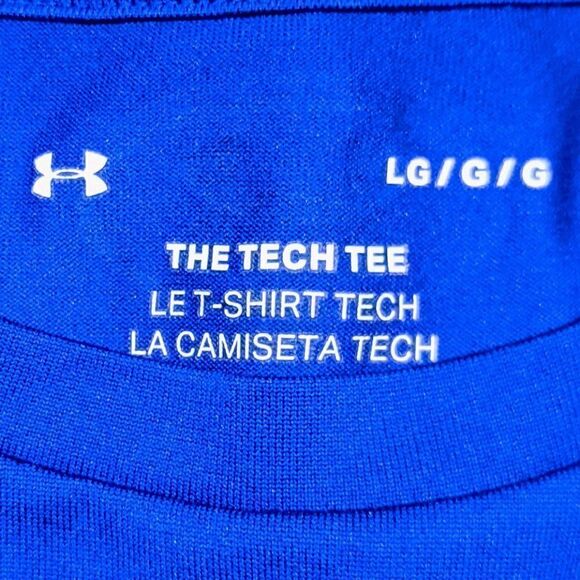 LG / G / G
THE TECH TEE
LE T-SHIRT TECH
LA CAMISETA TECH